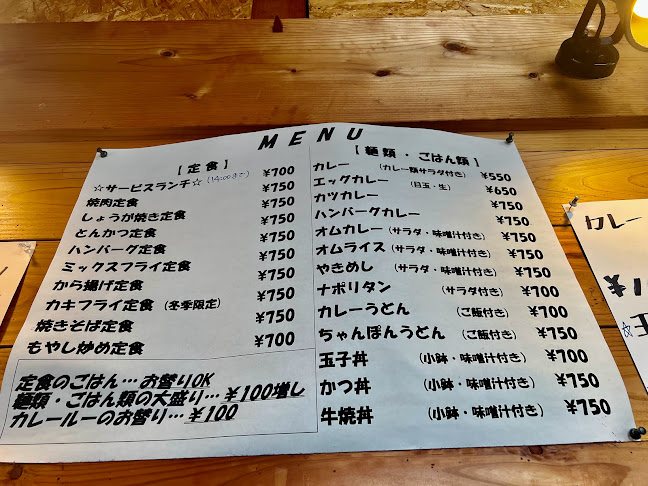 MENU
[定食]
☆サービスランチ☆ (14:00まで) ¥700
焼肉定食 ¥750
しょうが焼き定食 ¥750
とんかつ定食 ¥750
ハンバーグ定食 ¥750
ミックスフライ定食 ¥750
から揚げ定食 ¥750
カキフライ定食 (冬季限定) ¥750
焼きそば定食 ¥750
もやし炒め定食 ¥700
定食のごはん… お替りOK
麺類・ごはん類の大盛り… ¥100増し
カレールーのお替り… ¥100
[麺類・ごはん類]
カレー (カレー類サラダ付き) ¥550
エッグカレー (目玉・生) ¥650
カツカレー ¥750
ハンバーグカレー ¥750
オムカレー (サラダ・味噌汁付き) ¥750
オムライス (サラダ・味噌汁付き) ¥750
やきめし (サラダ・味噌汁付き) ¥750
ナポリタン (サラダ付き) ¥700
カレーうどん (ご飯付き) ¥700
ちゃんぽんうどん (ご飯付き) ¥750
玉子丼 (小鉢・味噌汁付き) ¥700
かつ丼 (小鉢・味噌汁付き) ¥750
牛焼丼 (小鉢・味噌汁付き) ¥750
カレー